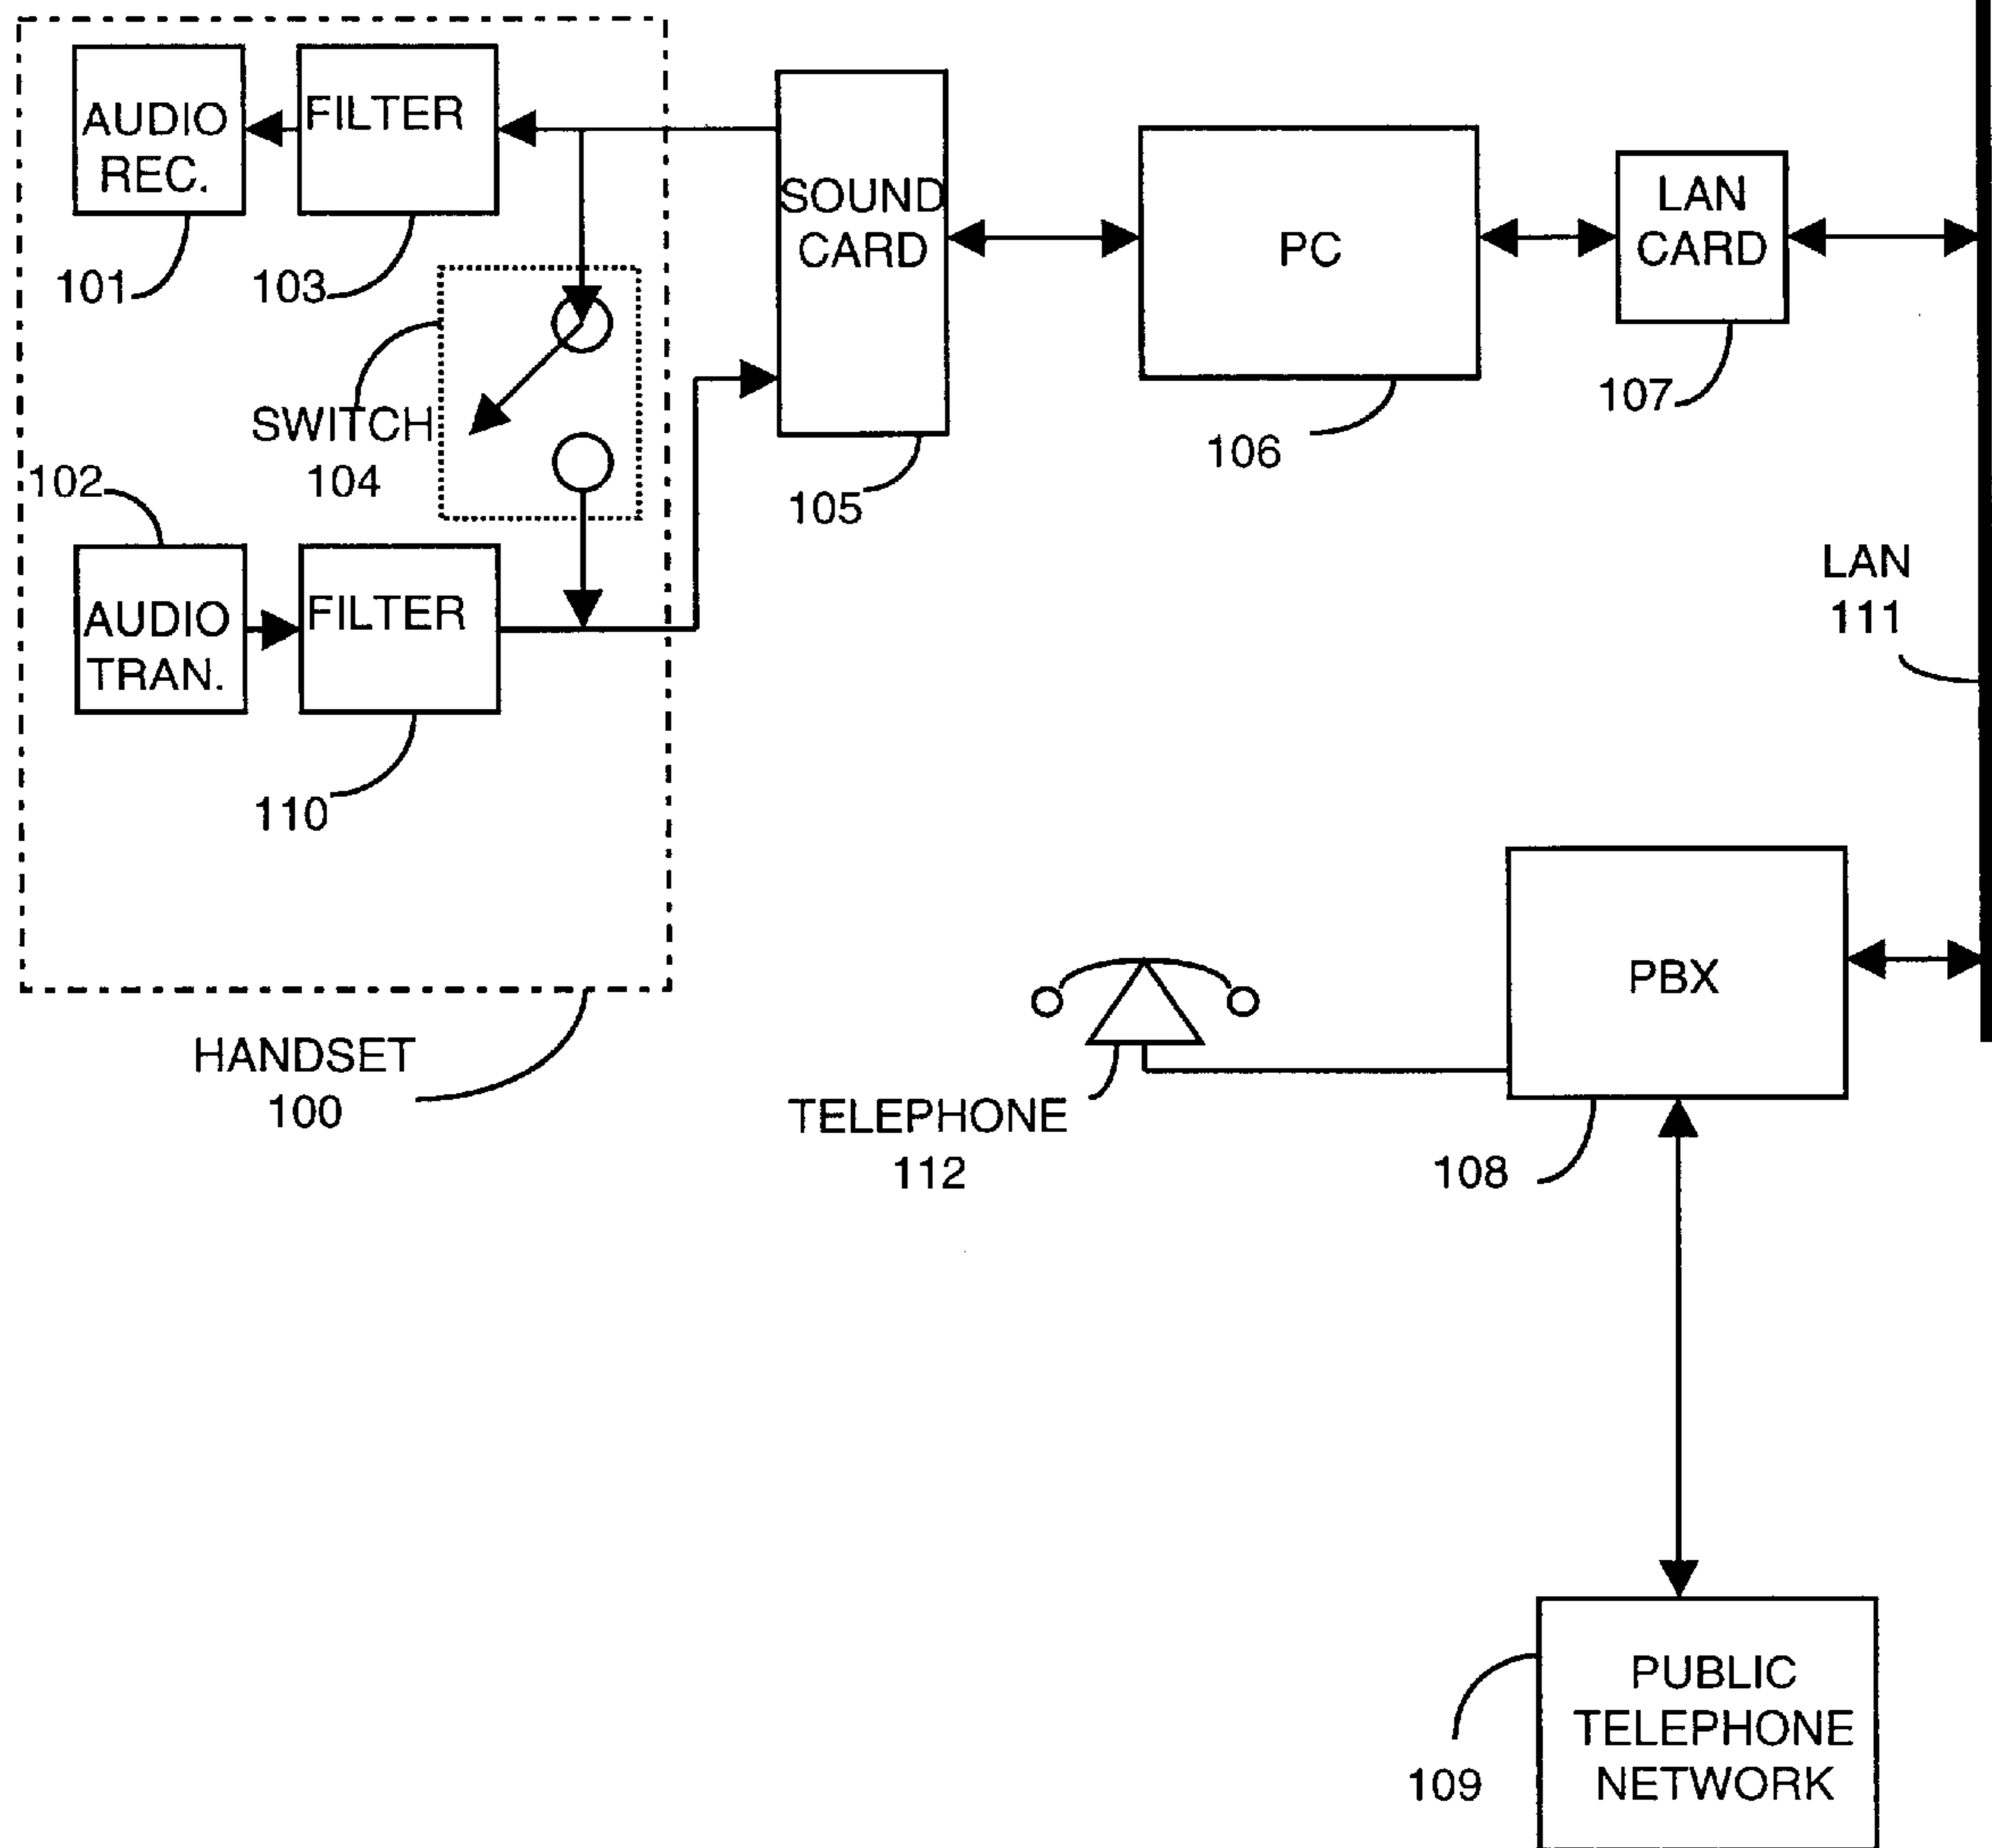 AUDIO
REC.
FILTER
101
103
SWITCH
104
102
AUDIO
TRAN.
FILTER
110
HANDSET
100
SOUND
CARD
105
PC
106
LAN
CARD
107
LAN
111
PBX
108
TELEPHONE
112
PUBLIC
TELEPHONE
NETWORK
109